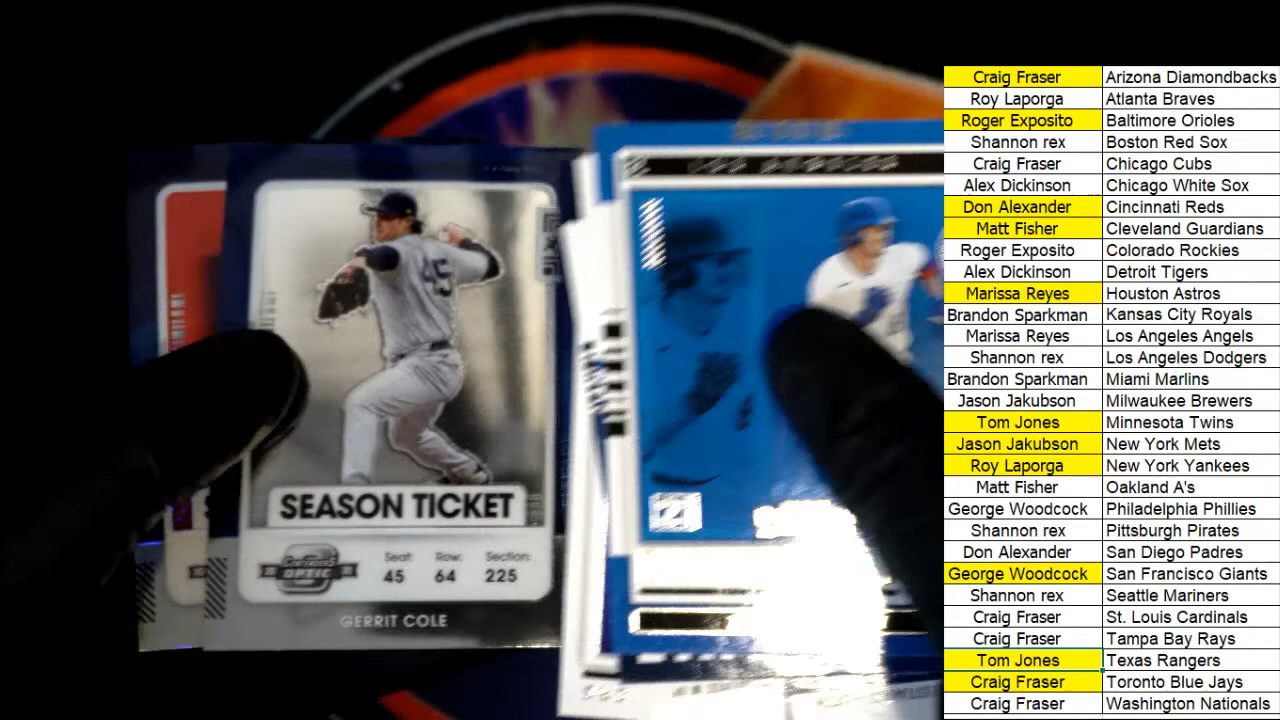 45
SEASON TICKET
CONTENDERS OPTIC
Seat: Row: Section:
45 64 225
GERRIT COLE
Craig Fraser Arizona Diamondbacks
Roy Laporga Atlanta Braves
Roger Exposito Baltimore Orioles
Shannon rex Boston Red Sox
Craig Fraser Chicago Cubs
Alex Dickinson Chicago White Sox
Don Alexander Cincinnati Reds
Matt Fisher Cleveland Guardians
Roger Exposito Colorado Rockies
Alex Dickinson Detroit Tigers
Marissa Reyes Houston Astros
Brandon Sparkman Kansas City Royals
Marissa Reyes Los Angeles Angels
Shannon rex Los Angeles Dodgers
Brandon Sparkman Miami Marlins
Jason Jakubson Milwaukee Brewers
Tom Jones Minnesota Twins
Jason Jakubson New York Mets
Roy Laporga New York Yankees
Matt Fisher Oakland A's
George Woodcock Philadelphia Phillies
Shannon rex Pittsburgh Pirates
Don Alexander San Diego Padres
George Woodcock San Francisco Giants
Shannon rex Seattle Mariners
Craig Fraser St. Louis Cardinals
Craig Fraser Tampa Bay Rays
Tom Jones Texas Rangers
Craig Fraser Toronto Blue Jays
Craig Fraser Washington Nationals